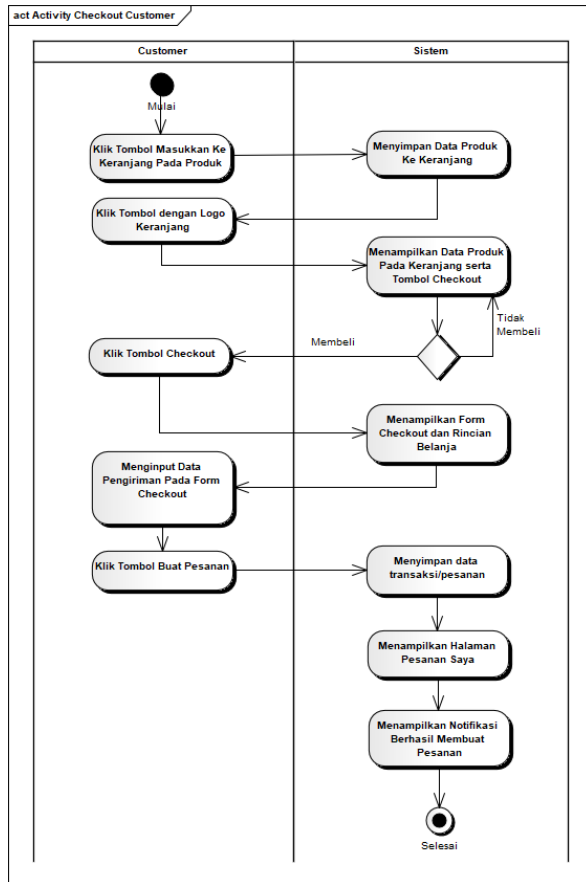 act Activity Checkout Customer
Customer
Sistem
Mulai
Klik Tombol Masukkan Ke
Keranjang Pada Produk
Menyimpan Data Produk
Ke Keranjang
Klik Tombol dengan Logo
Keranjang
Menampilkan Data Produk
Pada Keranjang serta
Tombol Checkout
Tidak
Membeli
Membeli
Klik Tombol Checkout
Menampilkan Form
Checkout dan Rincian
Belanja
Menginput Data
Pengiriman Pada Form
Checkout
Klik Tombol Buat Pesanan
Menyimpan data
transaksi/pesanan
Menampilkan Halaman
Pesanan Saya
Menampilkan Notifikasi
Berhasil Membuat
Pesanan
Selesai